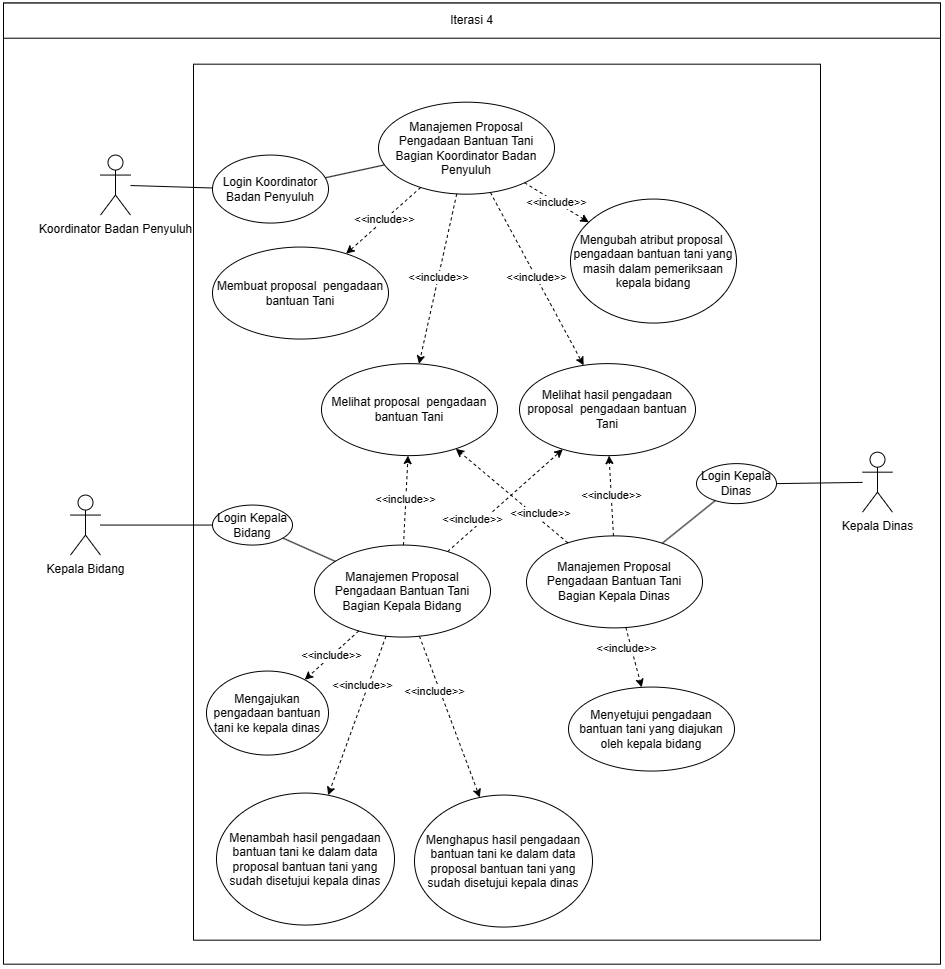 Iterasi 4
Manajemen Proposal
Pengadaan Bantuan Tani
Bagian Koordinator Badan
Penyuluh
Login Koordinator
Badan Penyuluh
Koordinator Badan Penyuluh
<<include>>
<<include>>
Mengubah atribut proposal
pengadaan bantuan tani yang
masih dalam pemeriksaan
kepala bidang
Membuat proposal  pengadaan
bantuan Tani
<<include>>
<<include>>
Melihat proposal  pengadaan
bantuan Tani
Melihat hasil pengadaan
proposal  pengadaan bantuan
Tani
Login Kepala
Dinas
Kepala Dinas
<<include>>
<<include>>
<<include>>
<<include>>
Login Kepala
Bidang
Kepala Bidang
Manajemen Proposal
Pengadaan Bantuan Tani
Bagian Kepala Bidang
Manajemen Proposal
Pengadaan Bantuan Tani
Bagian Kepala Dinas
<<include>>
<<include>>
<<include>>
<<include>>
Mengajukan
pengadaan bantuan
tani ke kepala dinas
Menyetujui pengadaan
bantuan tani yang diajukan
oleh kepala bidang
Menambah hasil pengadaan
bantuan tani ke dalam data
proposal bantuan tani yang
sudah disetujui kepala dinas
Menghapus hasil pengadaan
bantuan tani ke dalam data
proposal bantuan tani yang
sudah disetujui kepala dinas